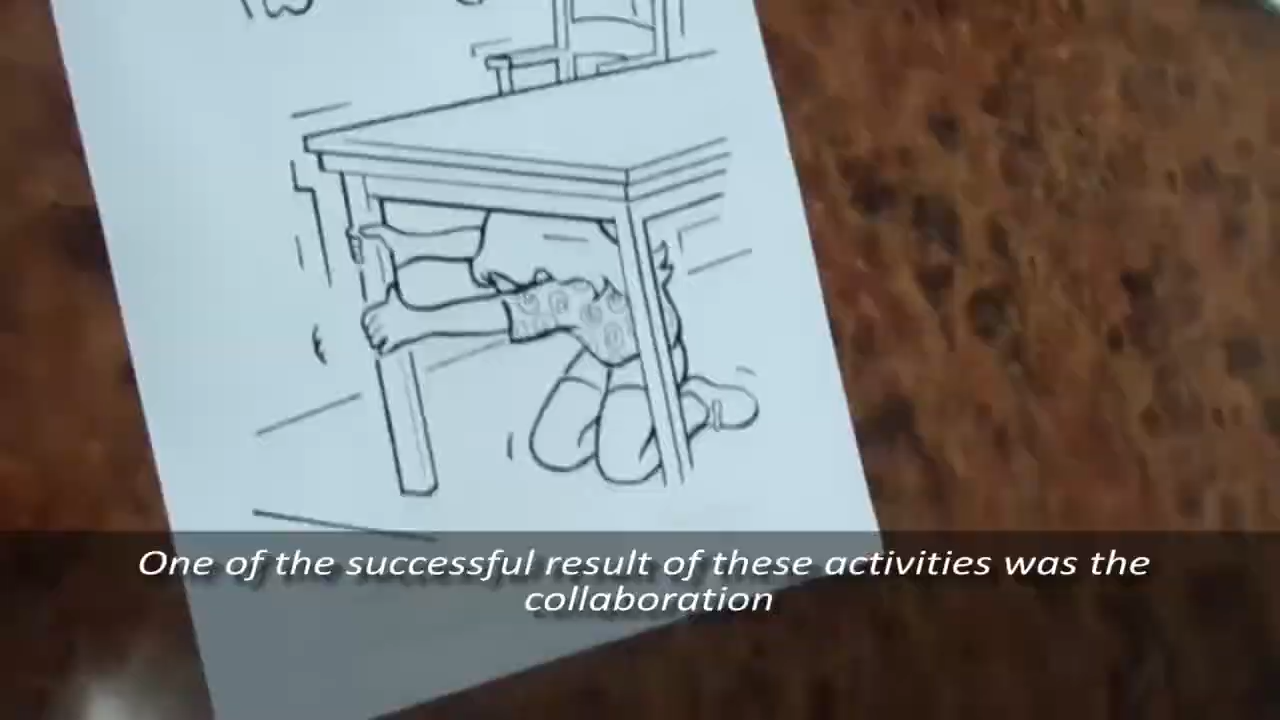 One of the successful result of these activities was the
collaboration